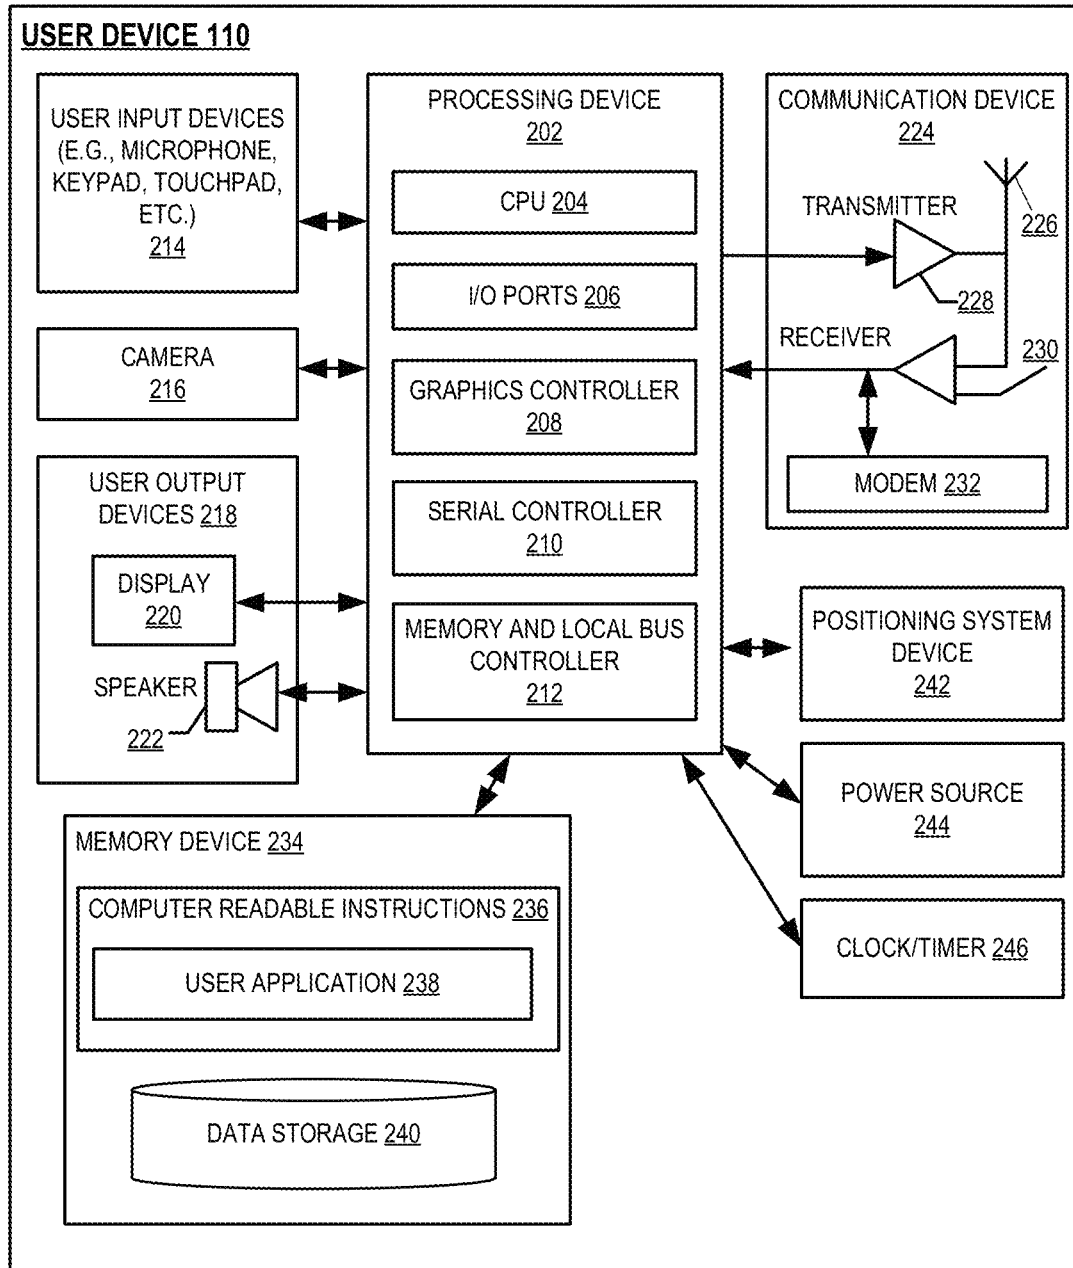 USER DEVICE 110
USER INPUT DEVICES
(E.G., MICROPHONE,
KEYPAD, TOUCHPAD,
ETC.)
214
CAMERA
216
USER OUTPUT
DEVICES 218
DISPLAY
220
SPEAKER
222
PROCESSING DEVICE
202
CPU 204
I/O PORTS 206
GRAPHICS CONTROLLER
208
SERIAL CONTROLLER
210
MEMORY AND LOCAL BUS
CONTROLLER
212
COMMUNICATION DEVICE
224
TRANSMITTER
226
228
RECEIVER
230
MODEM 232
POSITIONING SYSTEM
DEVICE
242
POWER SOURCE
244
CLOCK/TIMER 246
MEMORY DEVICE 234
COMPUTER READABLE INSTRUCTIONS 236
USER APPLICATION 238
DATA STORAGE 240